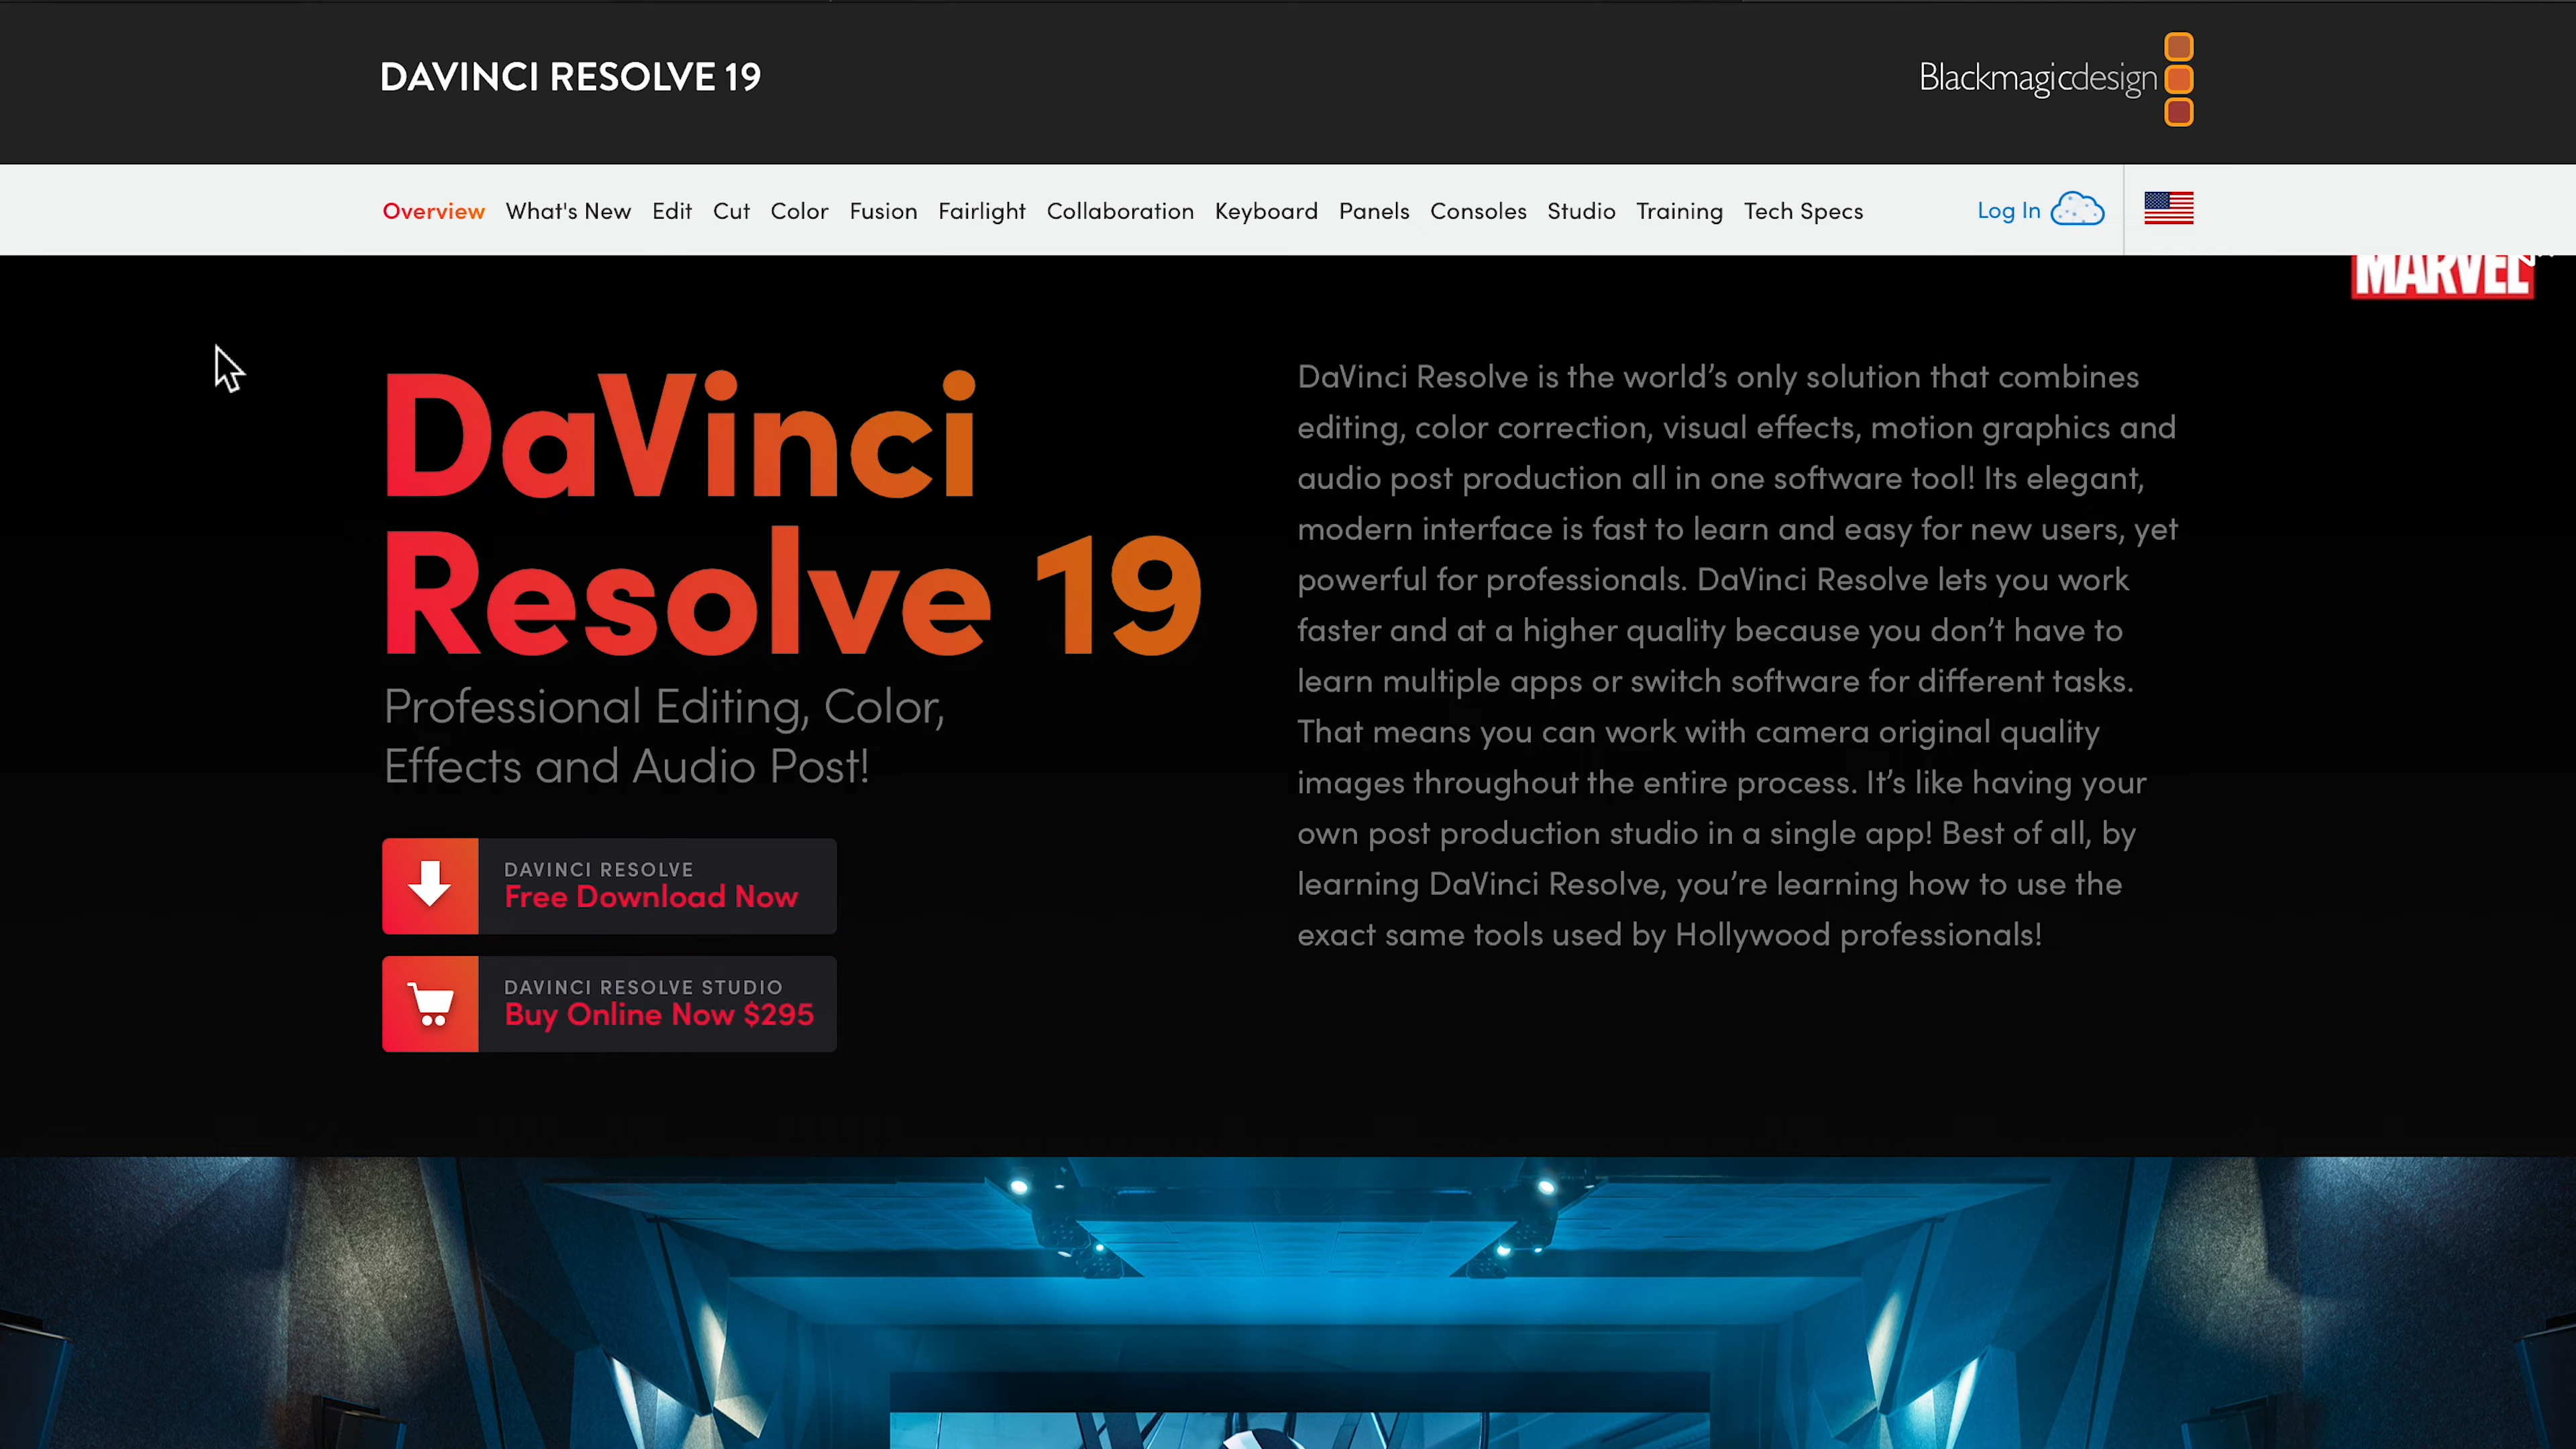 DAVINCI RESOLVE 19
Blackmagicdesign
Overview What's New Edit Cut Color Fusion Fairlight Collaboration Keyboard Panels Consoles Studio Training Tech Specs Log In
MARVEL
DaVinci
Resolve 19
Professional Editing, Color,
Effects and Audio Post!
DAVINCI RESOLVE
Free Download Now
DAVINCI RESOLVE STUDIO
Buy Online Now $295
DaVinci Resolve is the world’s only solution that combines
editing, color correction, visual effects, motion graphics and
audio post production all in one software tool! Its elegant,
modern interface is fast to learn and easy for new users, yet
powerful for professionals. DaVinci Resolve lets you work
faster and at a higher quality because you don’t have to
learn multiple apps or switch software for different tasks.
That means you can work with camera original quality
images throughout the entire process. It’s like having your
own post production studio in a single app! Best of all, by
learning DaVinci Resolve, you’re learning how to use the
exact same tools used by Hollywood professionals!